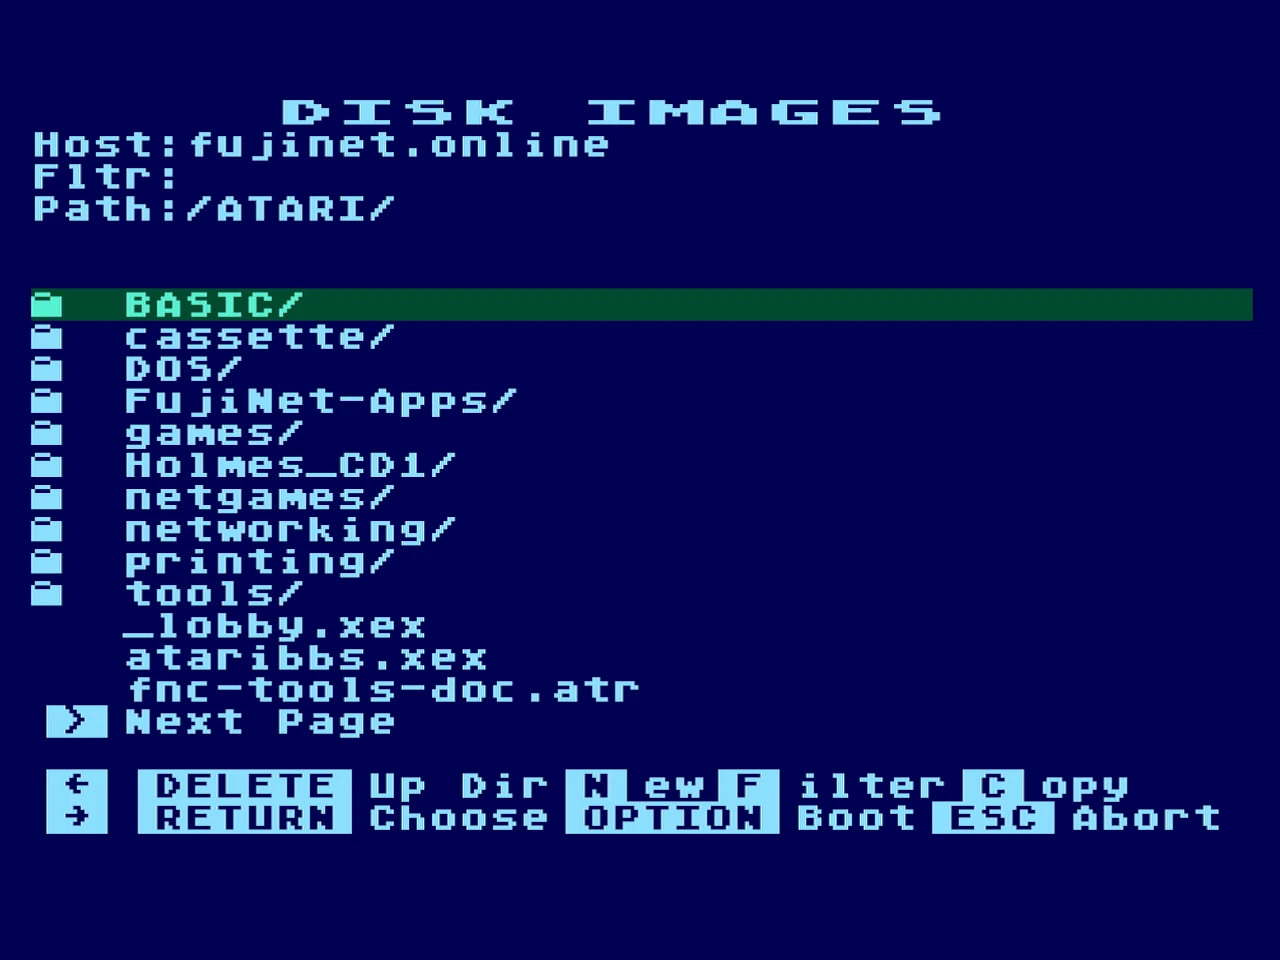 DISK IMAGES
Host:fujinet.online
Fltr:
Path:/ATARI/
BASIC/
cassette/
DOS/
FujiNet-Apps/
games/
Holmes_CD1/
netgames/
networking/
printing/
tools/
_lobby.xex
ataribbs.xex
fnc-tools-doc.atr
> Next Page
← DELETE Up Dir N ew F ilter C opy
→ RETURN Choose OPTION Boot ESC Abort